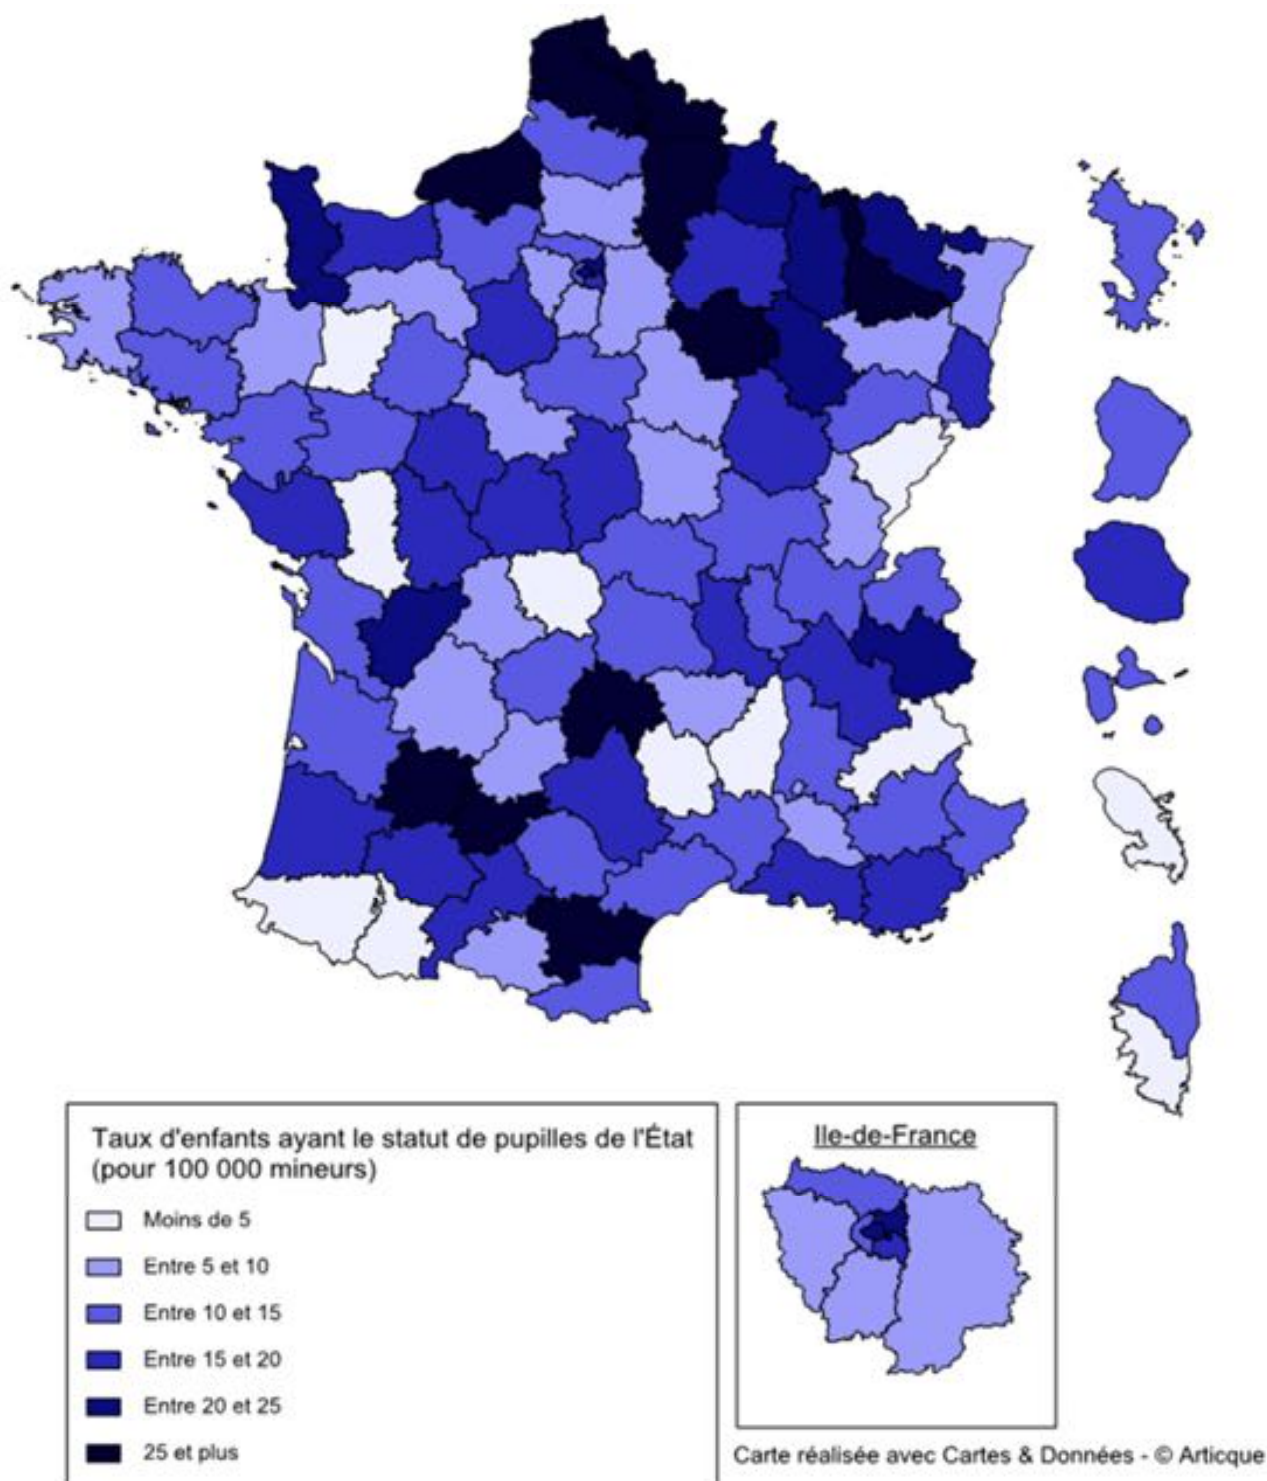 Taux d'enfants ayant le statut de pupilles de l'État
(pour 100 000 mineurs)
Moins de 5
Entre 5 et 10
Entre 10 et 15
Entre 15 et 20
Entre 20 et 25
25 et plus
Ile-de-France
Carte réalisée avec Cartes & Données - © Articque